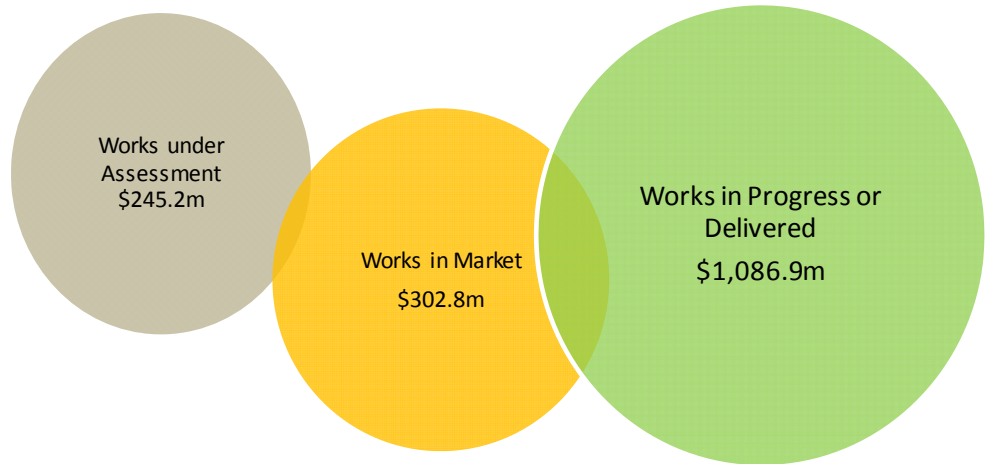 Works under
Assessment
$245.2m
Works in Market
$302.8m
Works in Progress or
Delivered
$1,086.9m